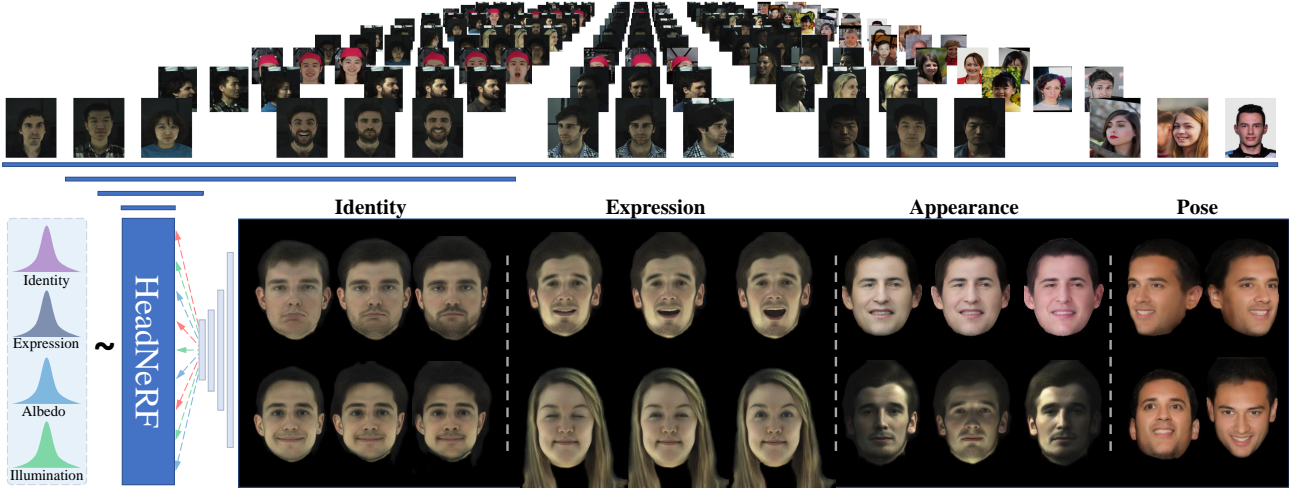 Identity
Expression
Appearance
Pose
Identity
Expression
Albedo
Illumination
~
HeadNeRF